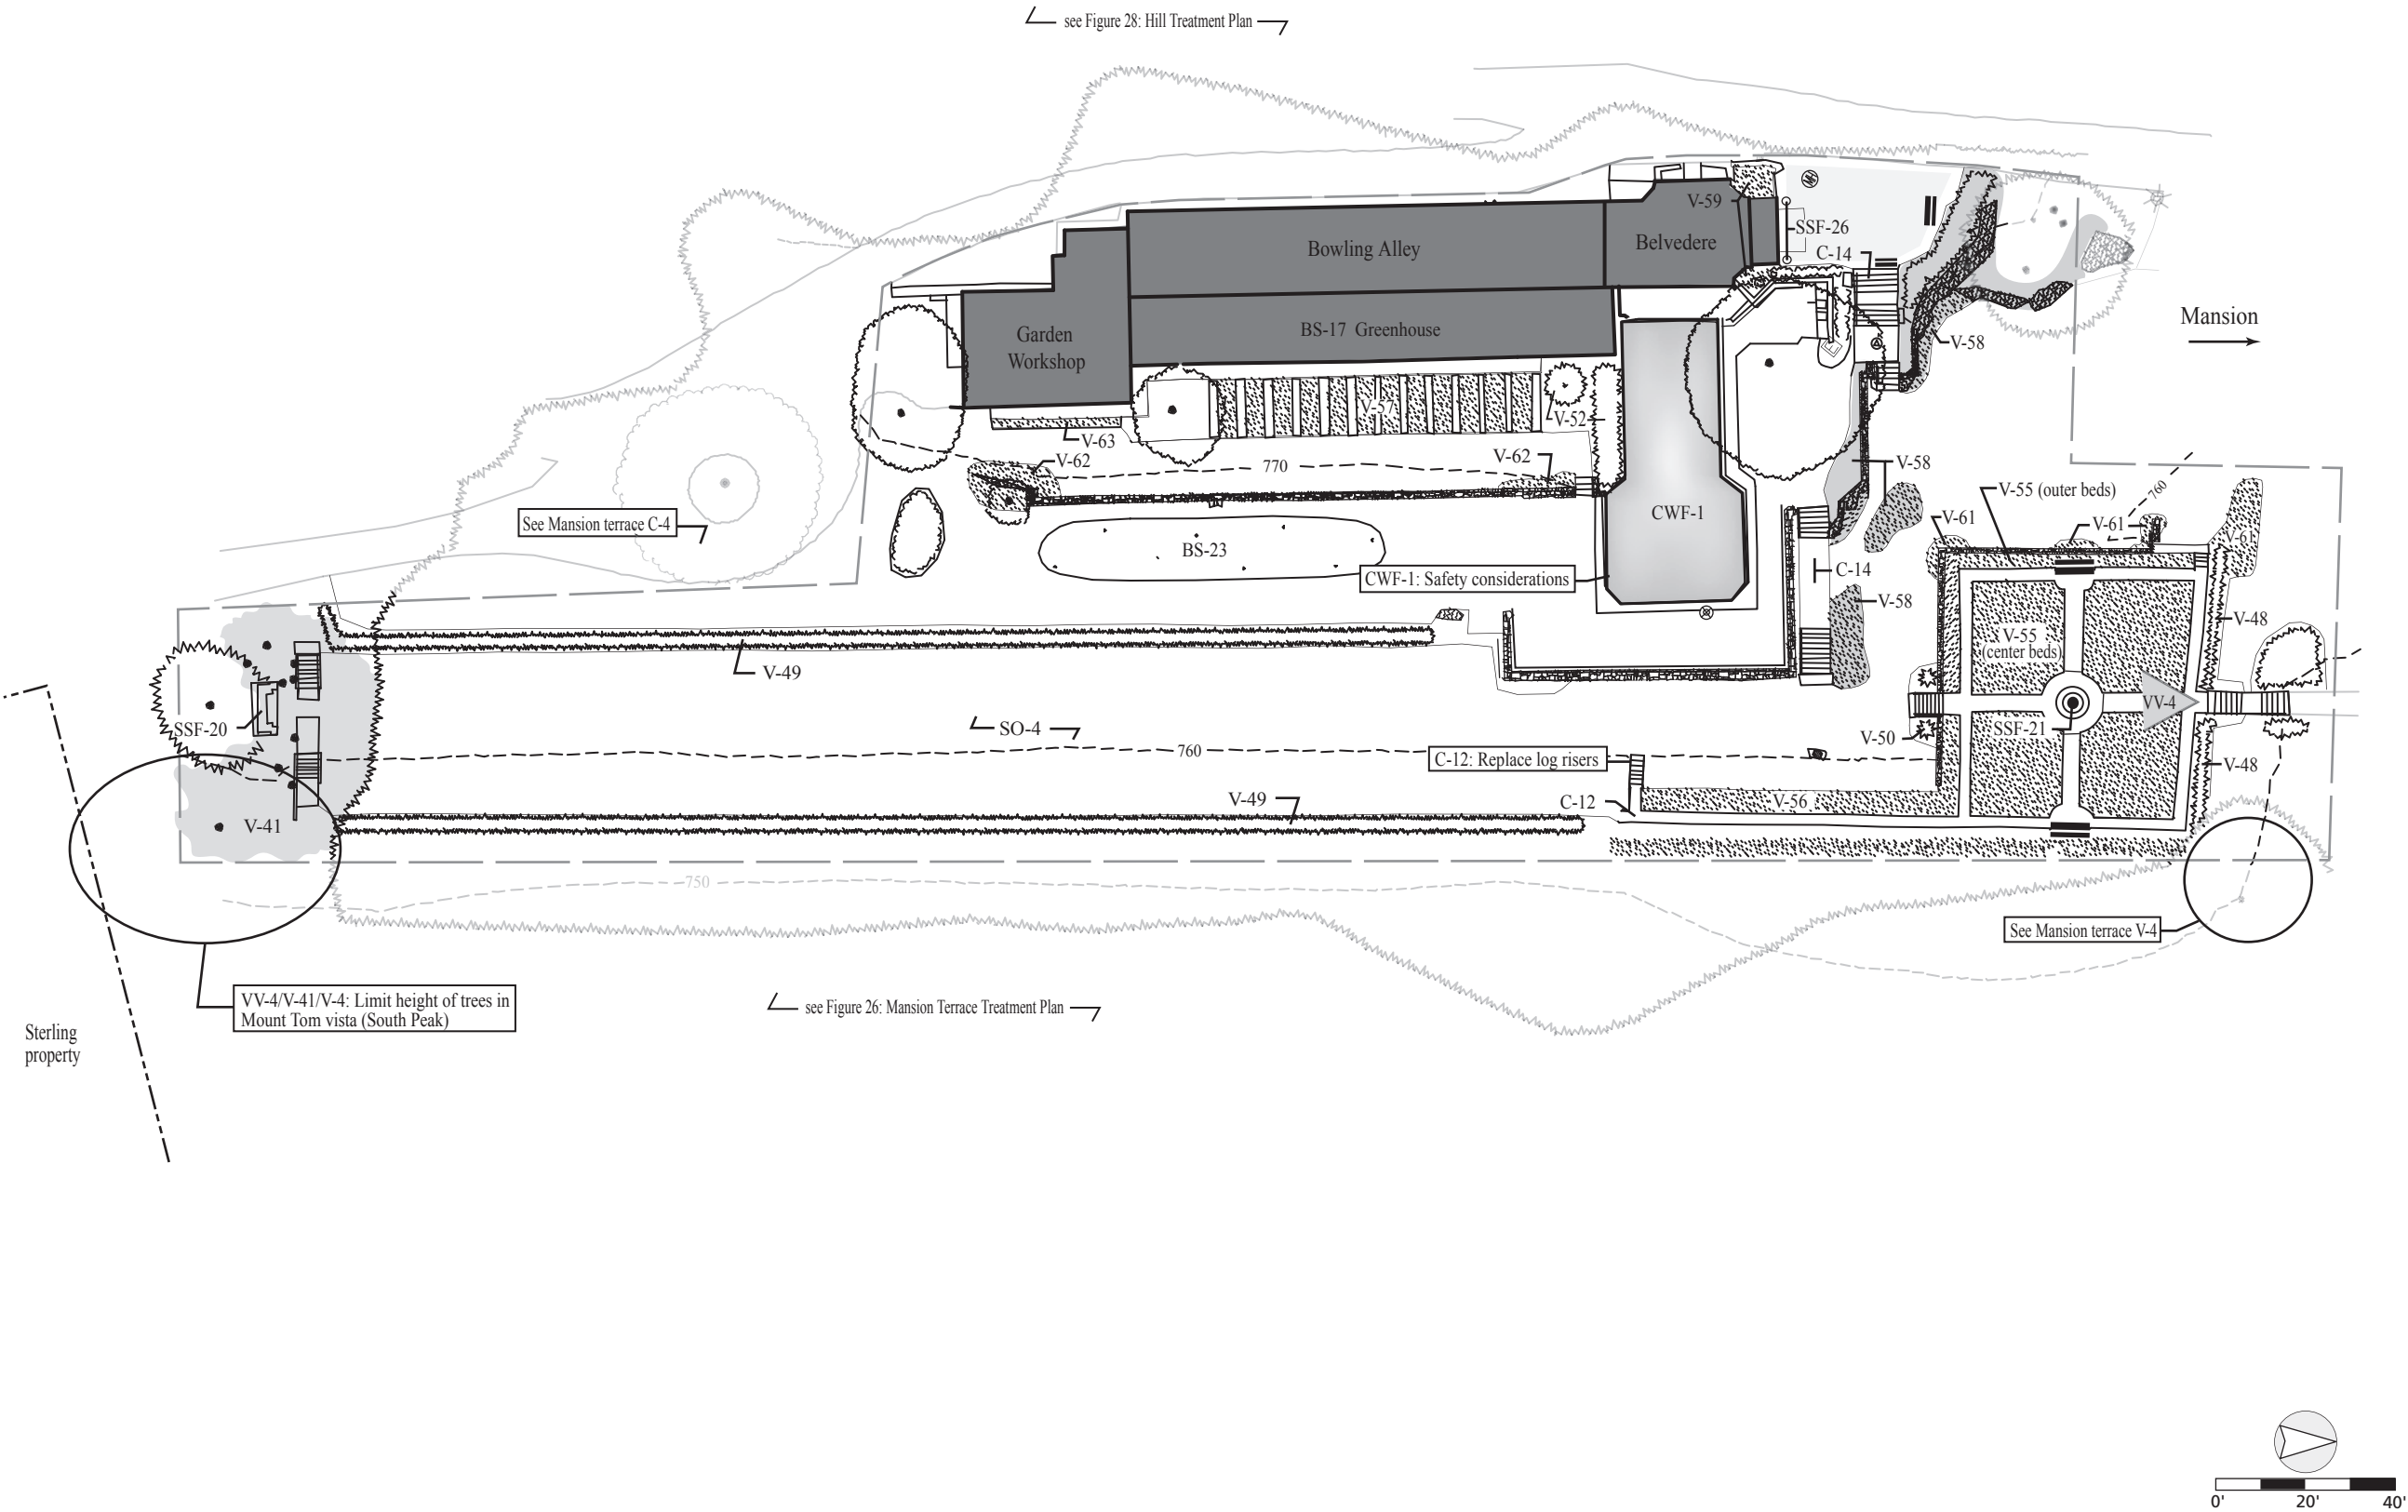 see Figure 28: Hill Treatment Plan
V-59
SSF-26
Bowling Alley
Belvedere
C-14
Mansion
Garden
Workshop
BS-17 Greenhouse
V-58
V-57
V-52
V-63
V-62
770
V-62
V-58
V-55 (outer beds)
760
CWF-1
See Mansion terrace C-4
V-61
V-61
V-61
BS-23
CWF-1: Safety considerations
C-14
V-58
V-48
V-55
(center beds)
V-49
SSF-20
SO-4
VV-4
SSF-21
V-50
760
C-12: Replace log risers
V-48
V-49
C-12
V-56
V-41
750
See Mansion terrace V-4
VV-4/V-41/V-4: Limit height of trees in
Mount Tom vista (South Peak)
see Figure 26: Mansion Terrace Treatment Plan
Sterling
property
0' 20' 40'